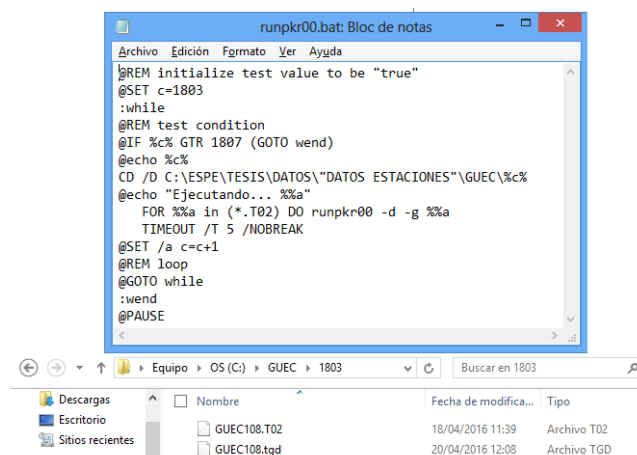 runpkr00.bat: Bloc de notas
Archivo Edición Formato Ver Ayuda
@REM initialize test value to be "true"
@SET c=1803
:while
@REM test condition
@IF %c% GTR 1807 (GOTO wend)
@echo %c%
CD /D C:\ESPE\TESIS\DATOS\"DATOS ESTACIONES"\GUEC\%c%
@echo "Ejecutando... %%a"
FOR %%a in (*.T02) DO runpkr00 -d -g %%a
TIMEOUT /T 5 /NOBREAK
@SET /a c=c+1
@REM loop
@GOTO while
:wend
@PAUSE
Equipo OS (C:) GUEC 1803 Buscar en 1803
Descargas Nombre Fecha de modifica... Tipo
Escritorio GUEC108.T02 18/04/2016 11:39 Archivo T02
Sitios recientes GUEC108.tgd 20/04/2016 12:08 Archivo TGD